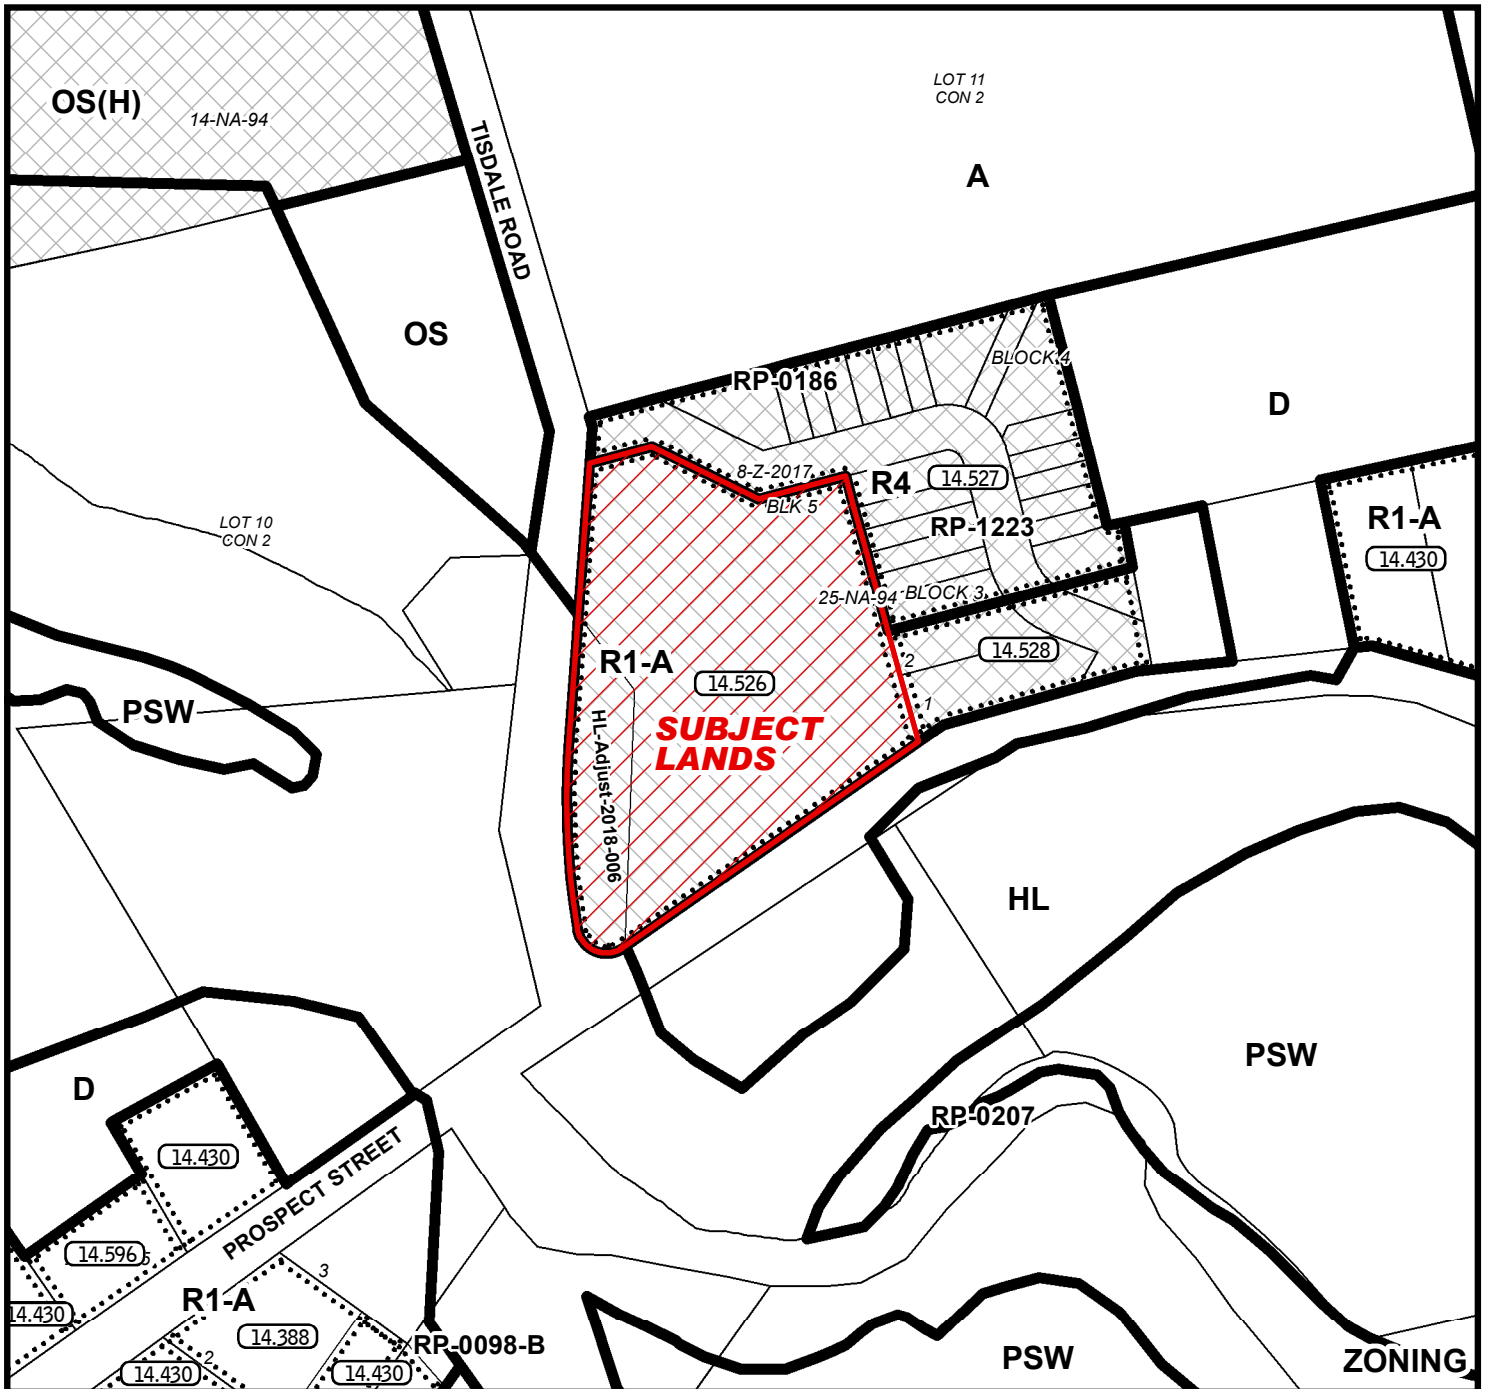 LOT 11
CON 2
OS(H)
14-NA-94
TISDALE ROAD
A
OS
BLOCK 4
RP-0186
D
8-Z-2017
R4
14.527
BLK 5
RP-1223
R1-A
14.430
LOT 10
CON 2
25-NA-94
BLOCK 3
14.528
2
R1-A
14.526
1
PSW
SUBJECT
LANDS
HL-Adjust-2018-006
HL
PSW
D
RP-0207
14.430
PROSPECT STREET
14.596
3
R1-A
14.430
14.388
RP-0098-B
2
14.430
14.430
PSW
ZONING